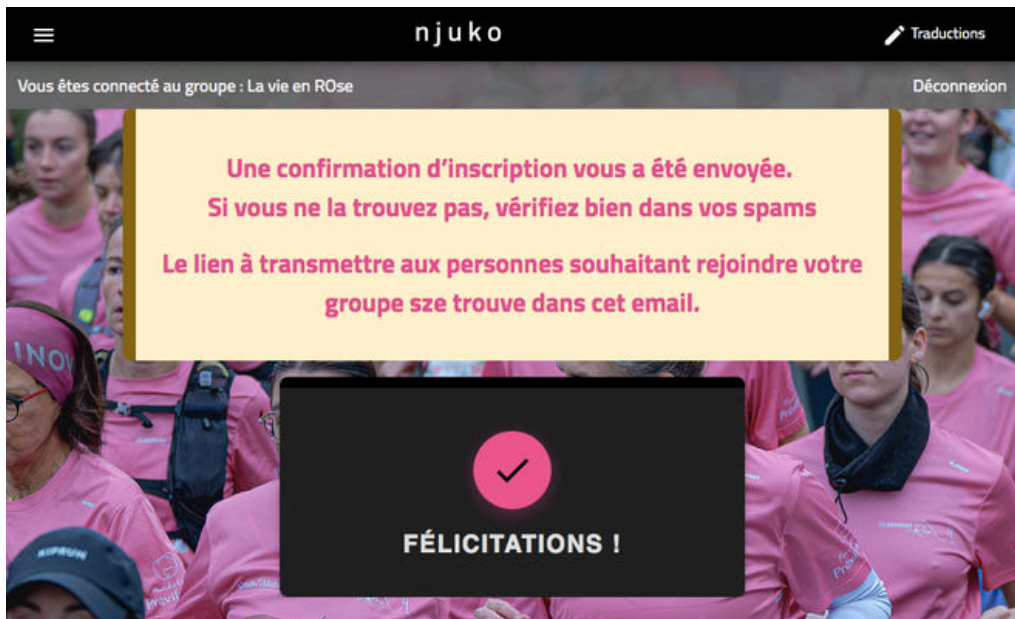 njuko
Traductions
Vous êtes connecté au groupe : La vie en ROse
Déconnexion
Une confirmation d'inscription vous a été envoyée.
Si vous ne la trouvez pas, vérifiez bien dans vos spams
Le lien à transmettre aux personnes souhaitant rejoindre votre
groupe sze trouve dans cet email.
INO
FÉLICITATIONS !
KIPRUN